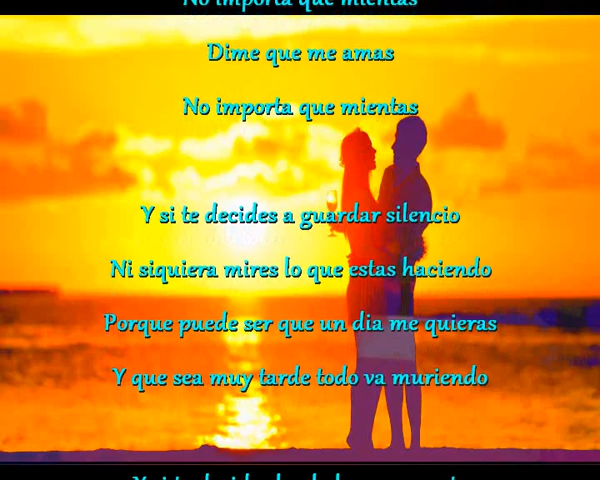 No importa que mientas
Dime que me amas
No importa que mientas
Y si te decides a guardar silencio
Ni siquiera mires lo que estas haciendo
Porque puede ser que un dia me quieras
Y que sea muy tarde todo va muriendo